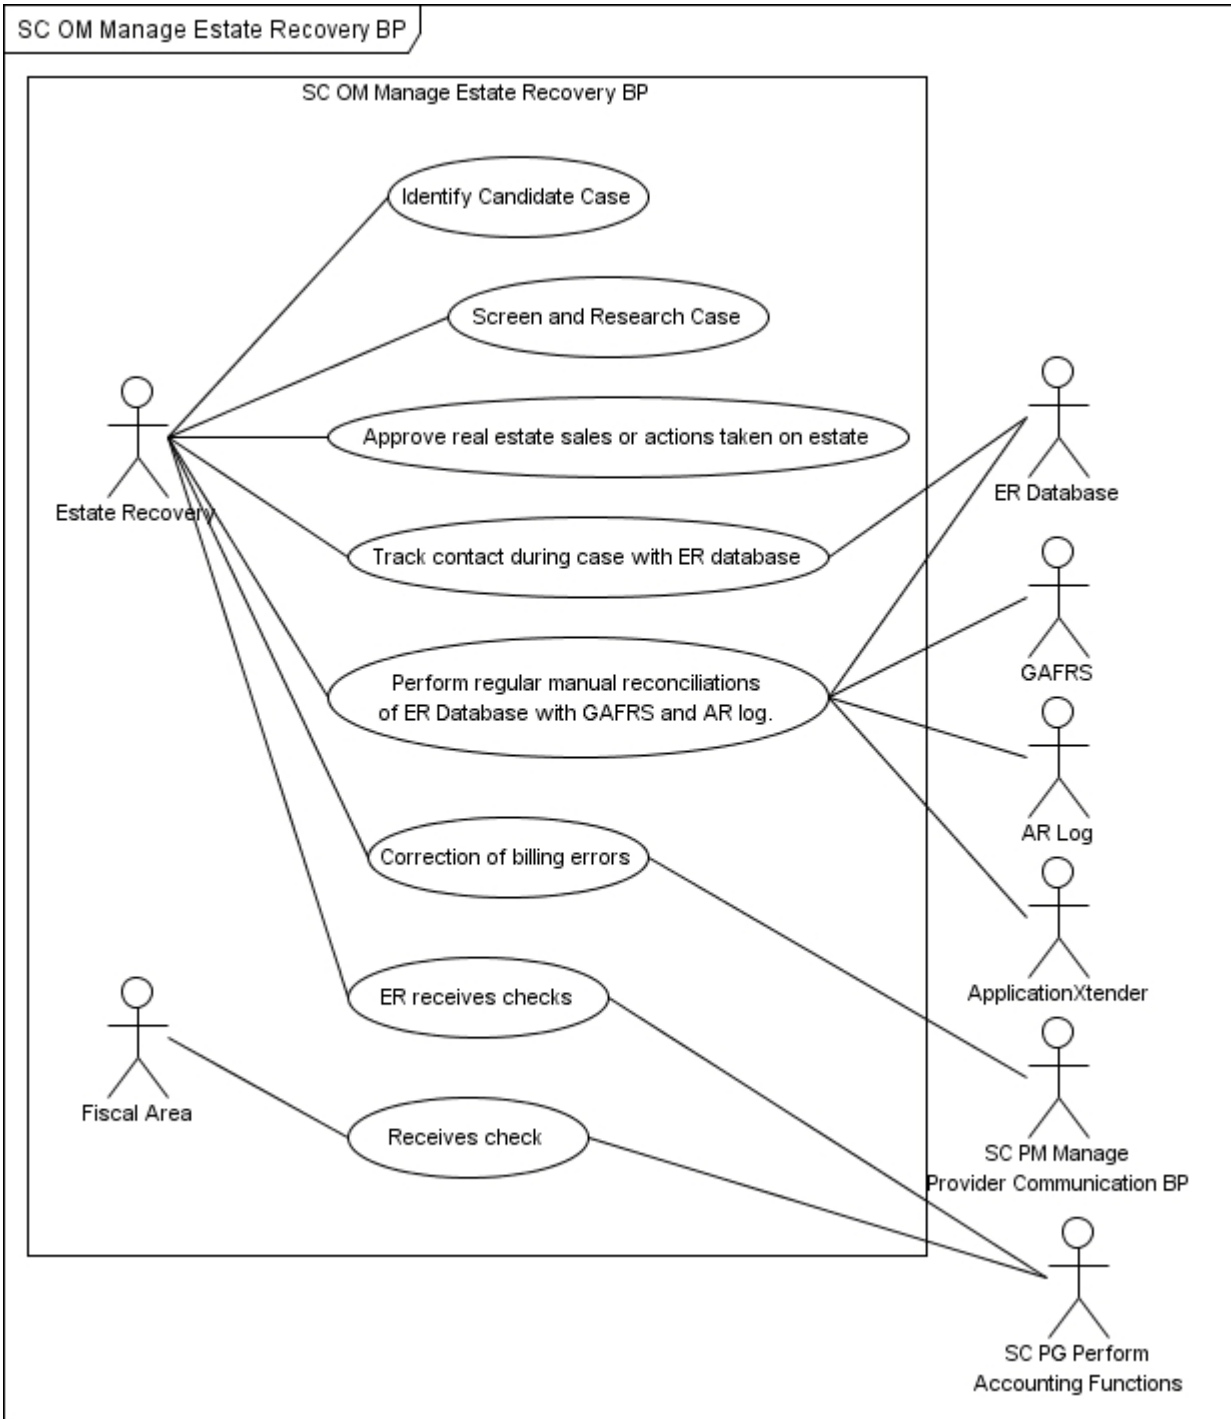 SC OM Manage Estate Recovery BP
SC OM Manage Estate Recovery BP
Identify Candidate Case
Screen and Research Case
Approve real estate sales or actions taken on estate
Estate Recovery
ER Database
Track contact during case with ER database
GAFRS
Perform regular manual reconciliations
of ER Database with GAFRS and AR log.
AR Log
Correction of billing errors
ApplicationXtender
ER receives checks
Fiscal Area
Receives check
SC PM Manage
Provider Communication BP
SC PG Perform
Accounting Functions